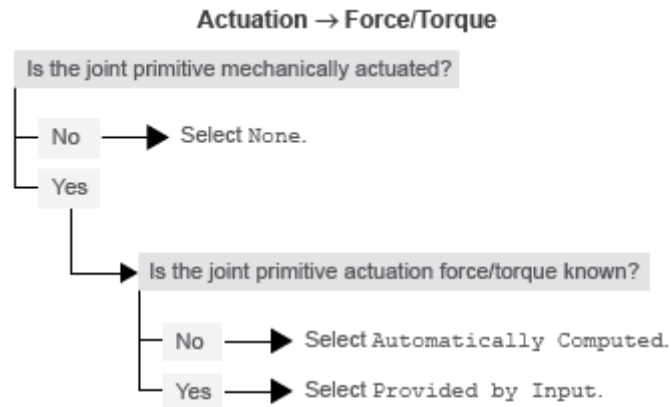 Actuation → Force/Torque
Is the joint primitive mechanically actuated?
No
Select None.
Yes
Is the joint primitive actuation force/torque known?
No
Select Automatically Computed.
Yes
Select Provided by Input.